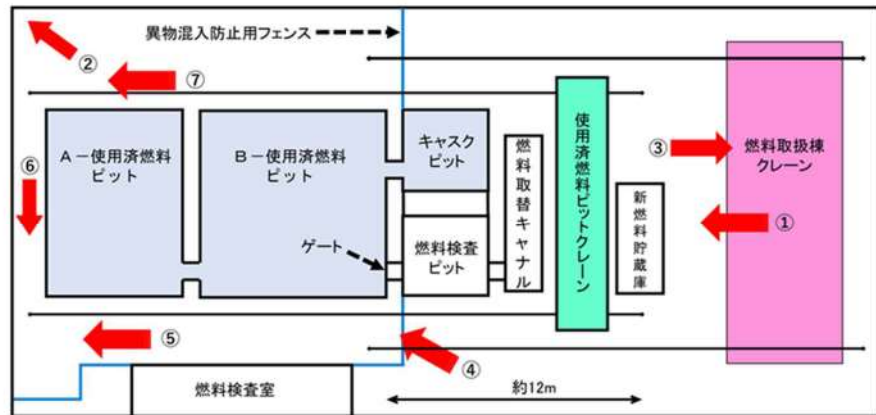 異物混入防止用フェンス
②
⑦
A－使用済燃料
ピット
B－使用済燃料
ピット
キャスク
ピット
燃料取替キャナル
使用済燃料ピットクレーン
③
燃料取扱棟
クレーン
⑥
ゲート
燃料検査
ピット
新燃料貯蔵庫
①
⑤
④
燃料検査室
約12m